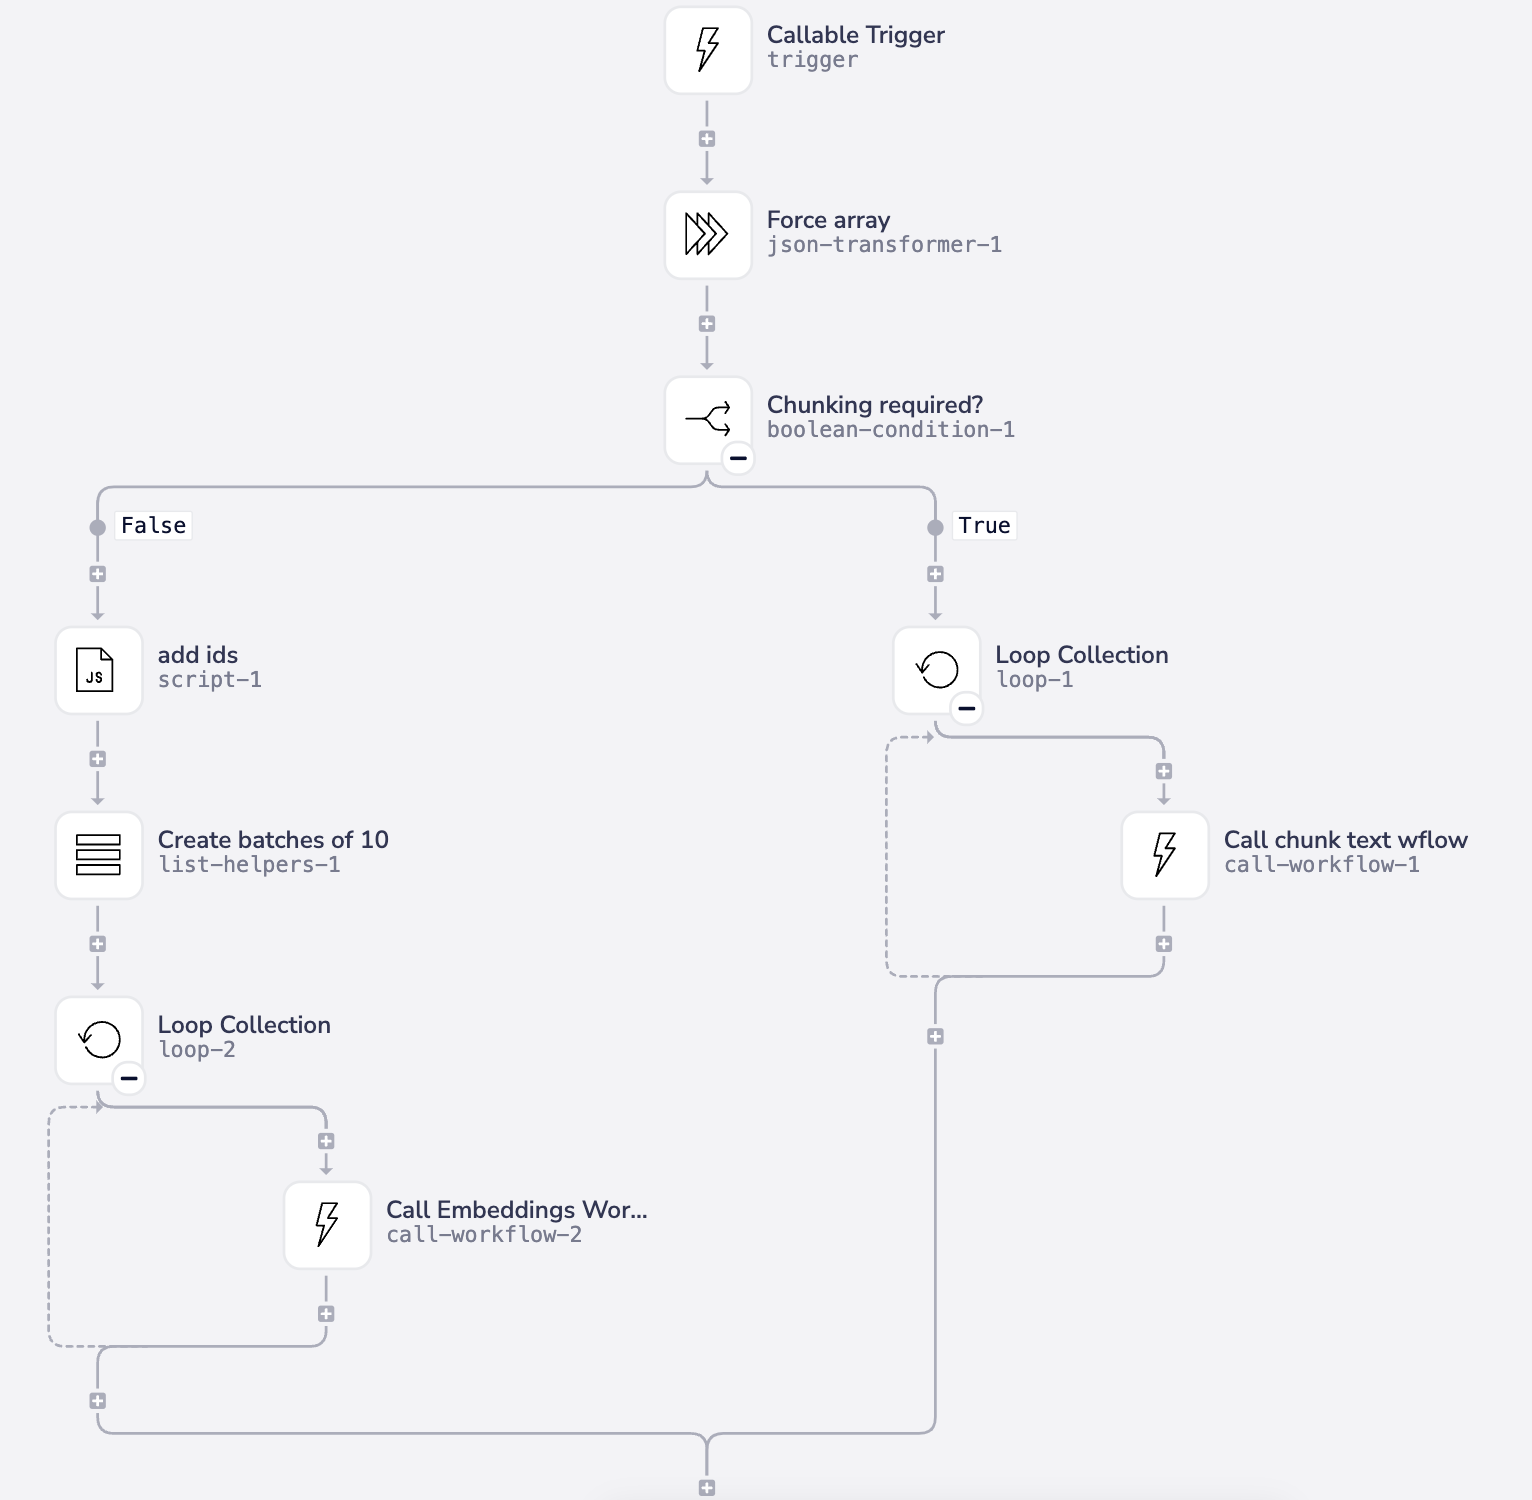 Callable Trigger
trigger
Force array
json-transformer-1
Chunking required?
boolean-condition-1
False
True
add ids
script-1
JS
Loop Collection
loop-1
Create batches of 10
list-helpers-1
Call chunk text wflow
call-workflow-1
Loop Collection
loop-2
Call Embeddings Wor...
call-workflow-2